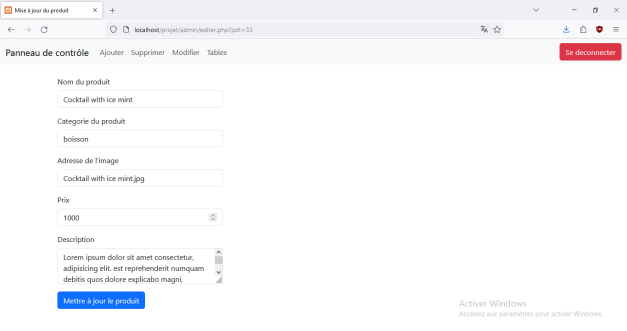 Mise à jour du produit
localhost/projet/admin/editer.php?pdt=33
Panneau de contrôle Ajouter Supprimer Modifier Tables Se deconnecter
Nom du produit
Cocktail with ice mint
Categorie du produit
boisson
Adresse de l'image
Cocktail with ice mint.jpg
Prix
1000
Description
Lorem ipsum dolor sit amet consectetur,
adipisicing elit. est reprehenderit numquam
debitis quos dolore explicabo magni,
Mettre à jour le produit
Activer Windows
Accédez aux paramètres pour activer Windows.